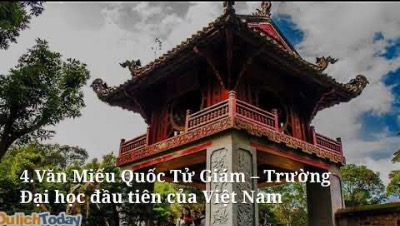 4.Văn Miếu Quốc Tử Giám – Trường
Đại học đầu tiên của Việt Nam
DulichToday